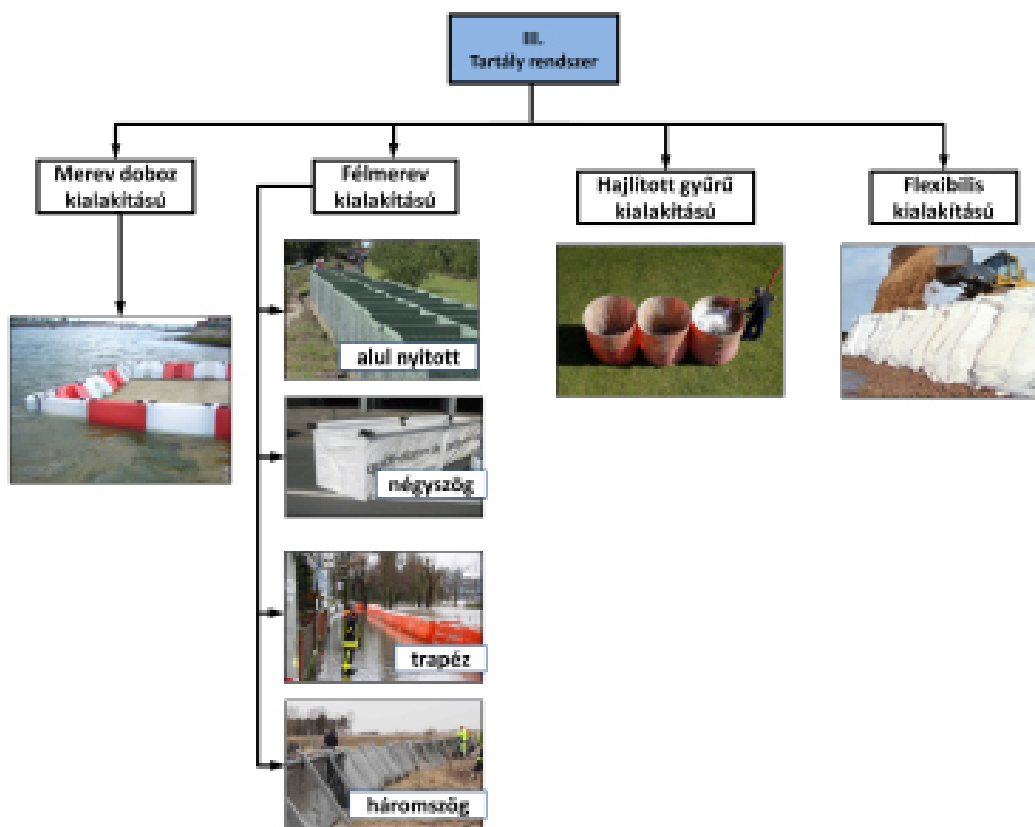 III.
Tartály rendszer
Merev doboz
kialakítású
Félmerev
kialakítású
Hajlított gyűrű
kialakítású
Flexibilis
kialakítású
alul nyitott
négyszög
trapéz
háromszög